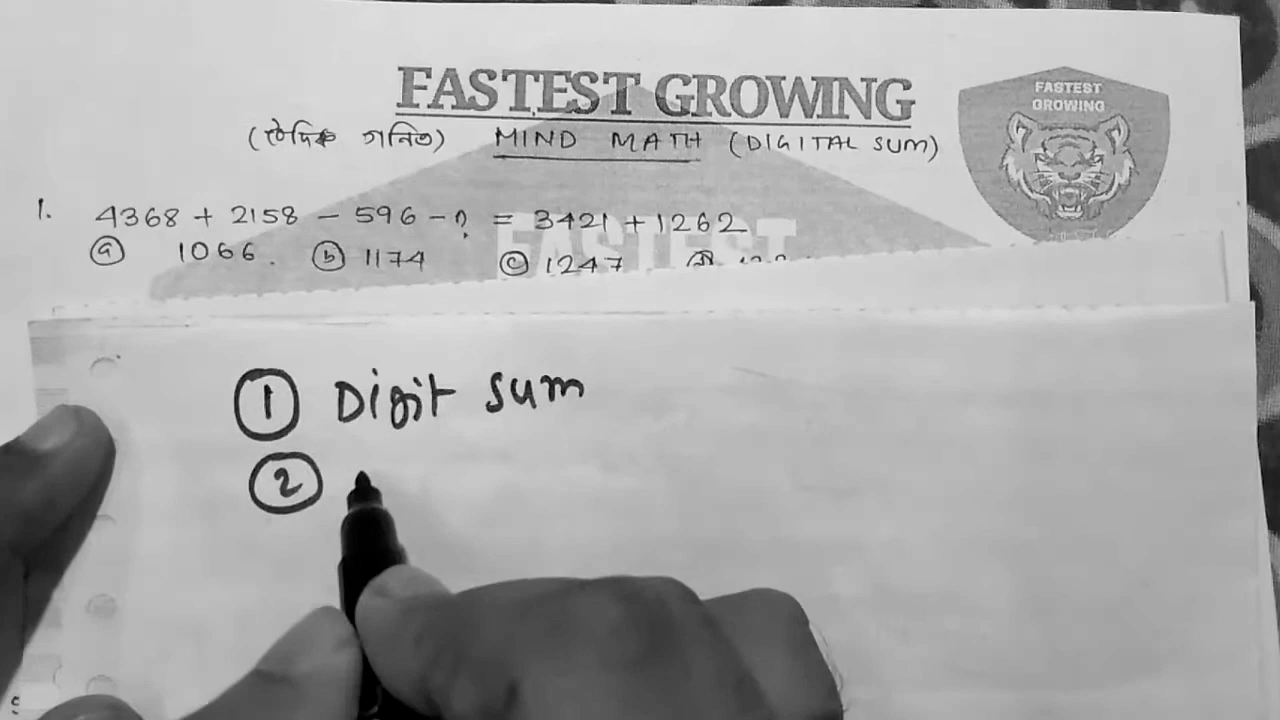 FASTEST GROWING
FASTEST
GROWING
(বৈদিক গনিত) MIND MATH (DIGITAL SUM)
1. 4368 + 2158 - 596 - ? = 3421 + 1262
FASTEST
ⓐ 1066. ⓑ 1174 ⓒ 1247
① Digit sum
②